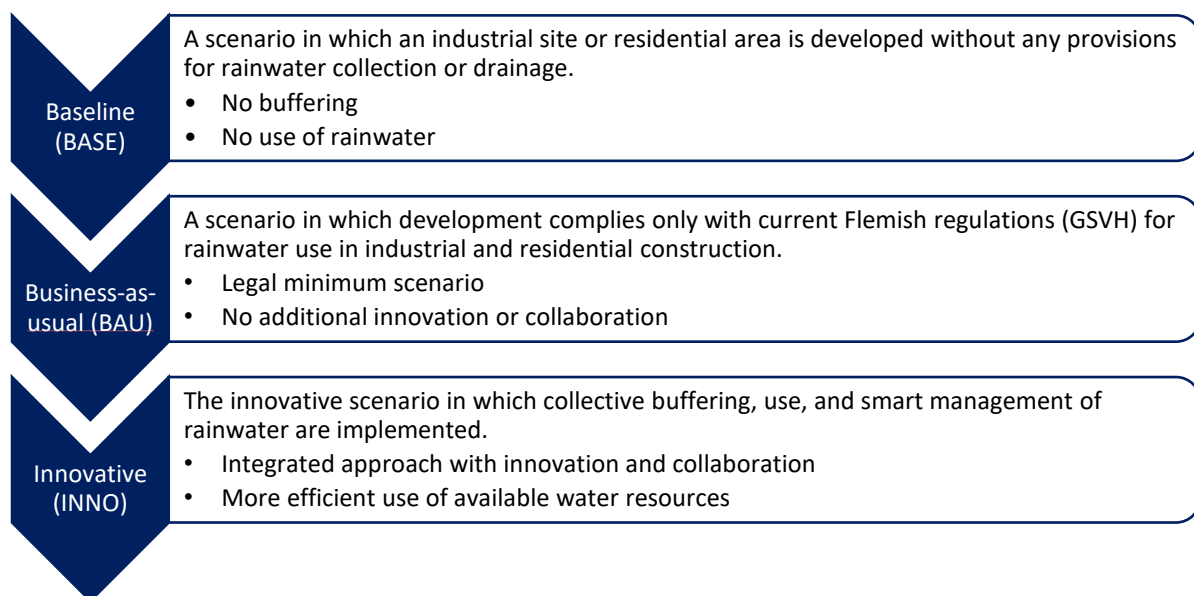 Baseline
(BASE)
A scenario in which an industrial site or residential area is developed without any provisions
for rainwater collection or drainage.
• No buffering
• No use of rainwater
Business-as-
usual (BAU)
A scenario in which development complies only with current Flemish regulations (GSVH) for
rainwater use in industrial and residential construction.
• Legal minimum scenario
• No additional innovation or collaboration
Innovative
(INNO)
The innovative scenario in which collective buffering, use, and smart management of
rainwater are implemented.
• Integrated approach with innovation and collaboration
• More efficient use of available water resources